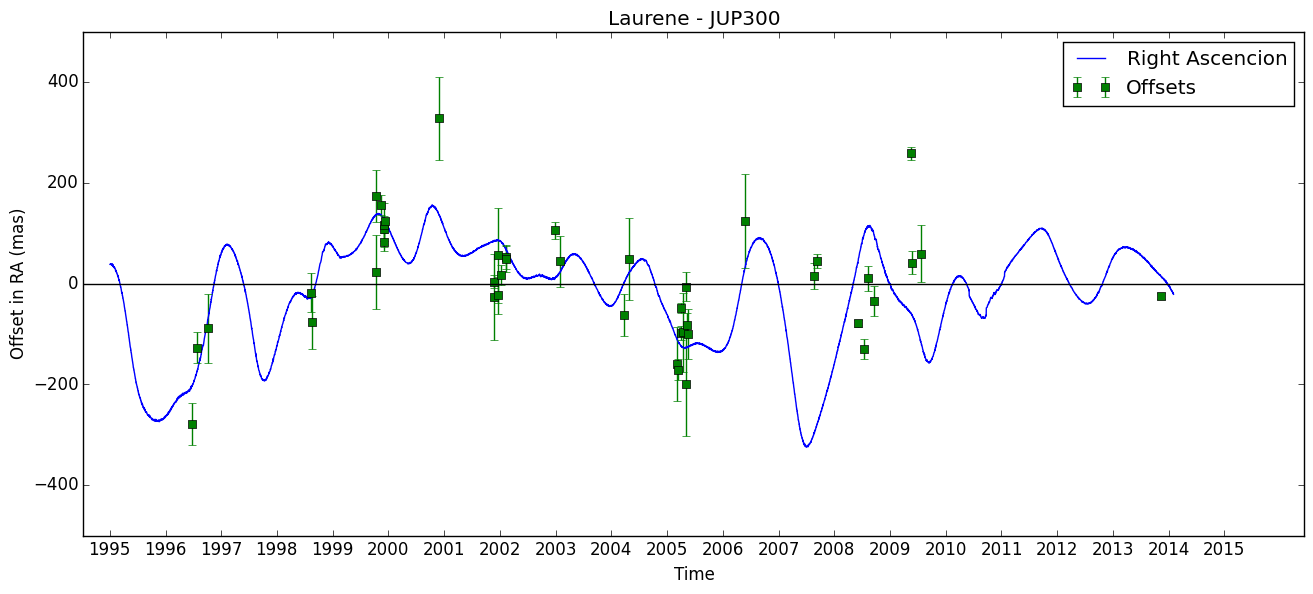 Laurene - JUP300
Right Ascencion
Offsets
Offset in RA (mas)
400
200
0
−200
−400
1995 1996 1997 1998 1999 2000 2001 2002 2003 2004 2005 2006 2007 2008 2009 2010 2011 2012 2013 2014 2015
Time